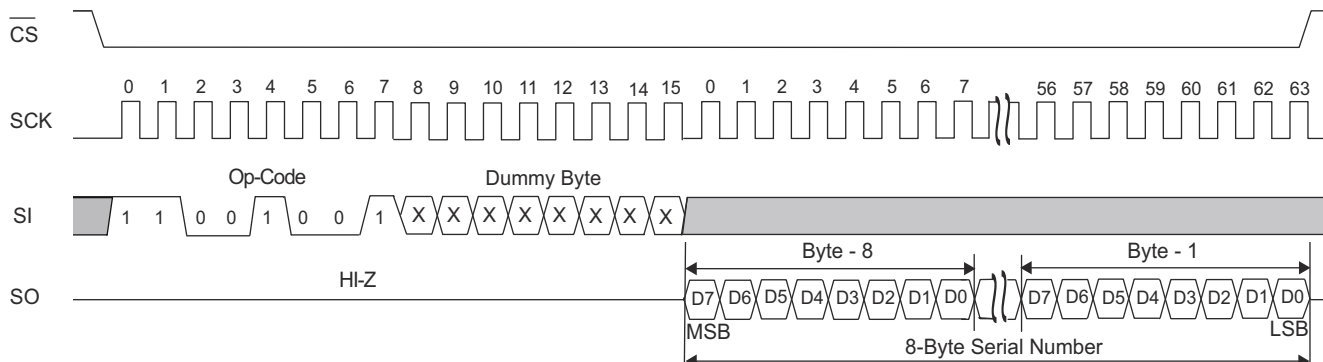 CS
0 1 2 3 4 5 6 7 8 9 10 11 12 13 14 15 0 1 2 3 4 5 6 7 56 57 58 59 60 61 62 63
SCK
Op-Code Dummy Byte
SI 1 1 0 0 1 0 0 1 X X X X X X X X
Byte - 8 Byte - 1
HI-Z
SO D7 D6 D5 D4 D3 D2 D1 D0 D7 D6 D5 D4 D3 D2 D1 D0
MSB LSB
8-Byte Serial Number